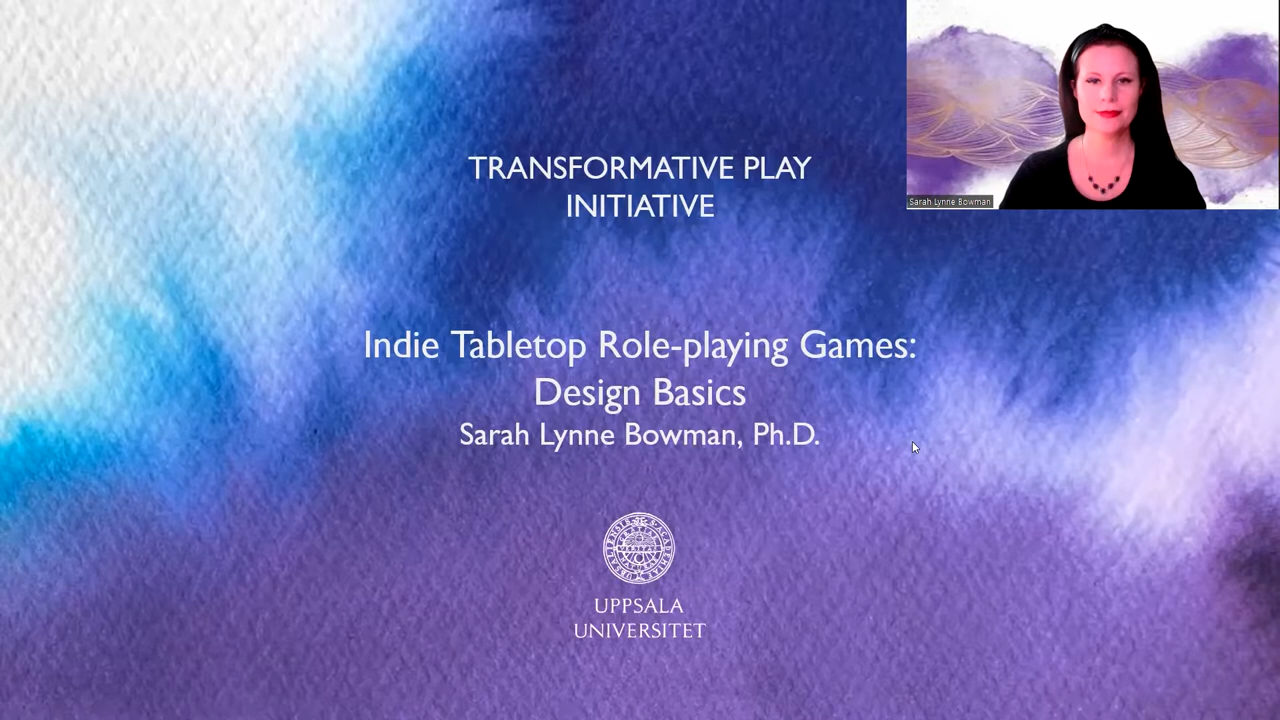 TRANSFORMATIVE PLAY
INITIATIVE
Sarah Lynne Bowman
Indie Tabletop Role-playing Games:
Design Basics
Sarah Lynne Bowman, Ph.D.
UPPSALA
UNIVERSITET